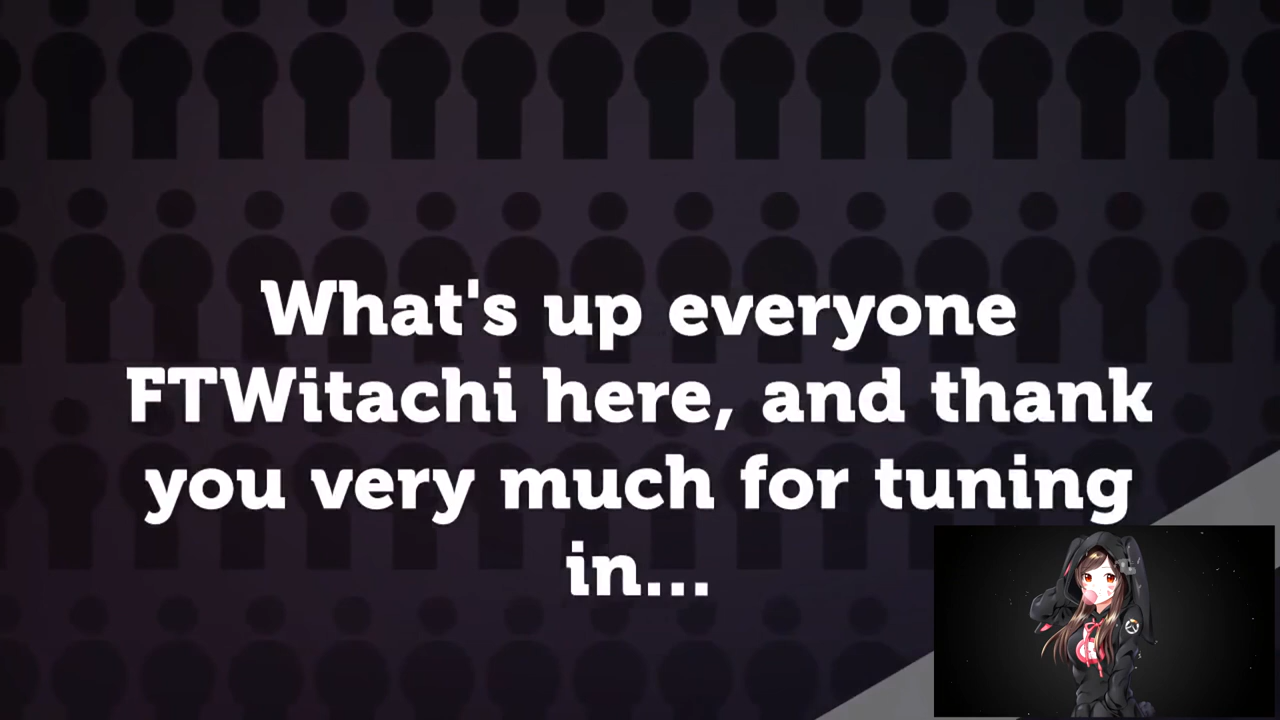 What's up everyone
FTWitachi here, and thank
you very much for tuning
in...